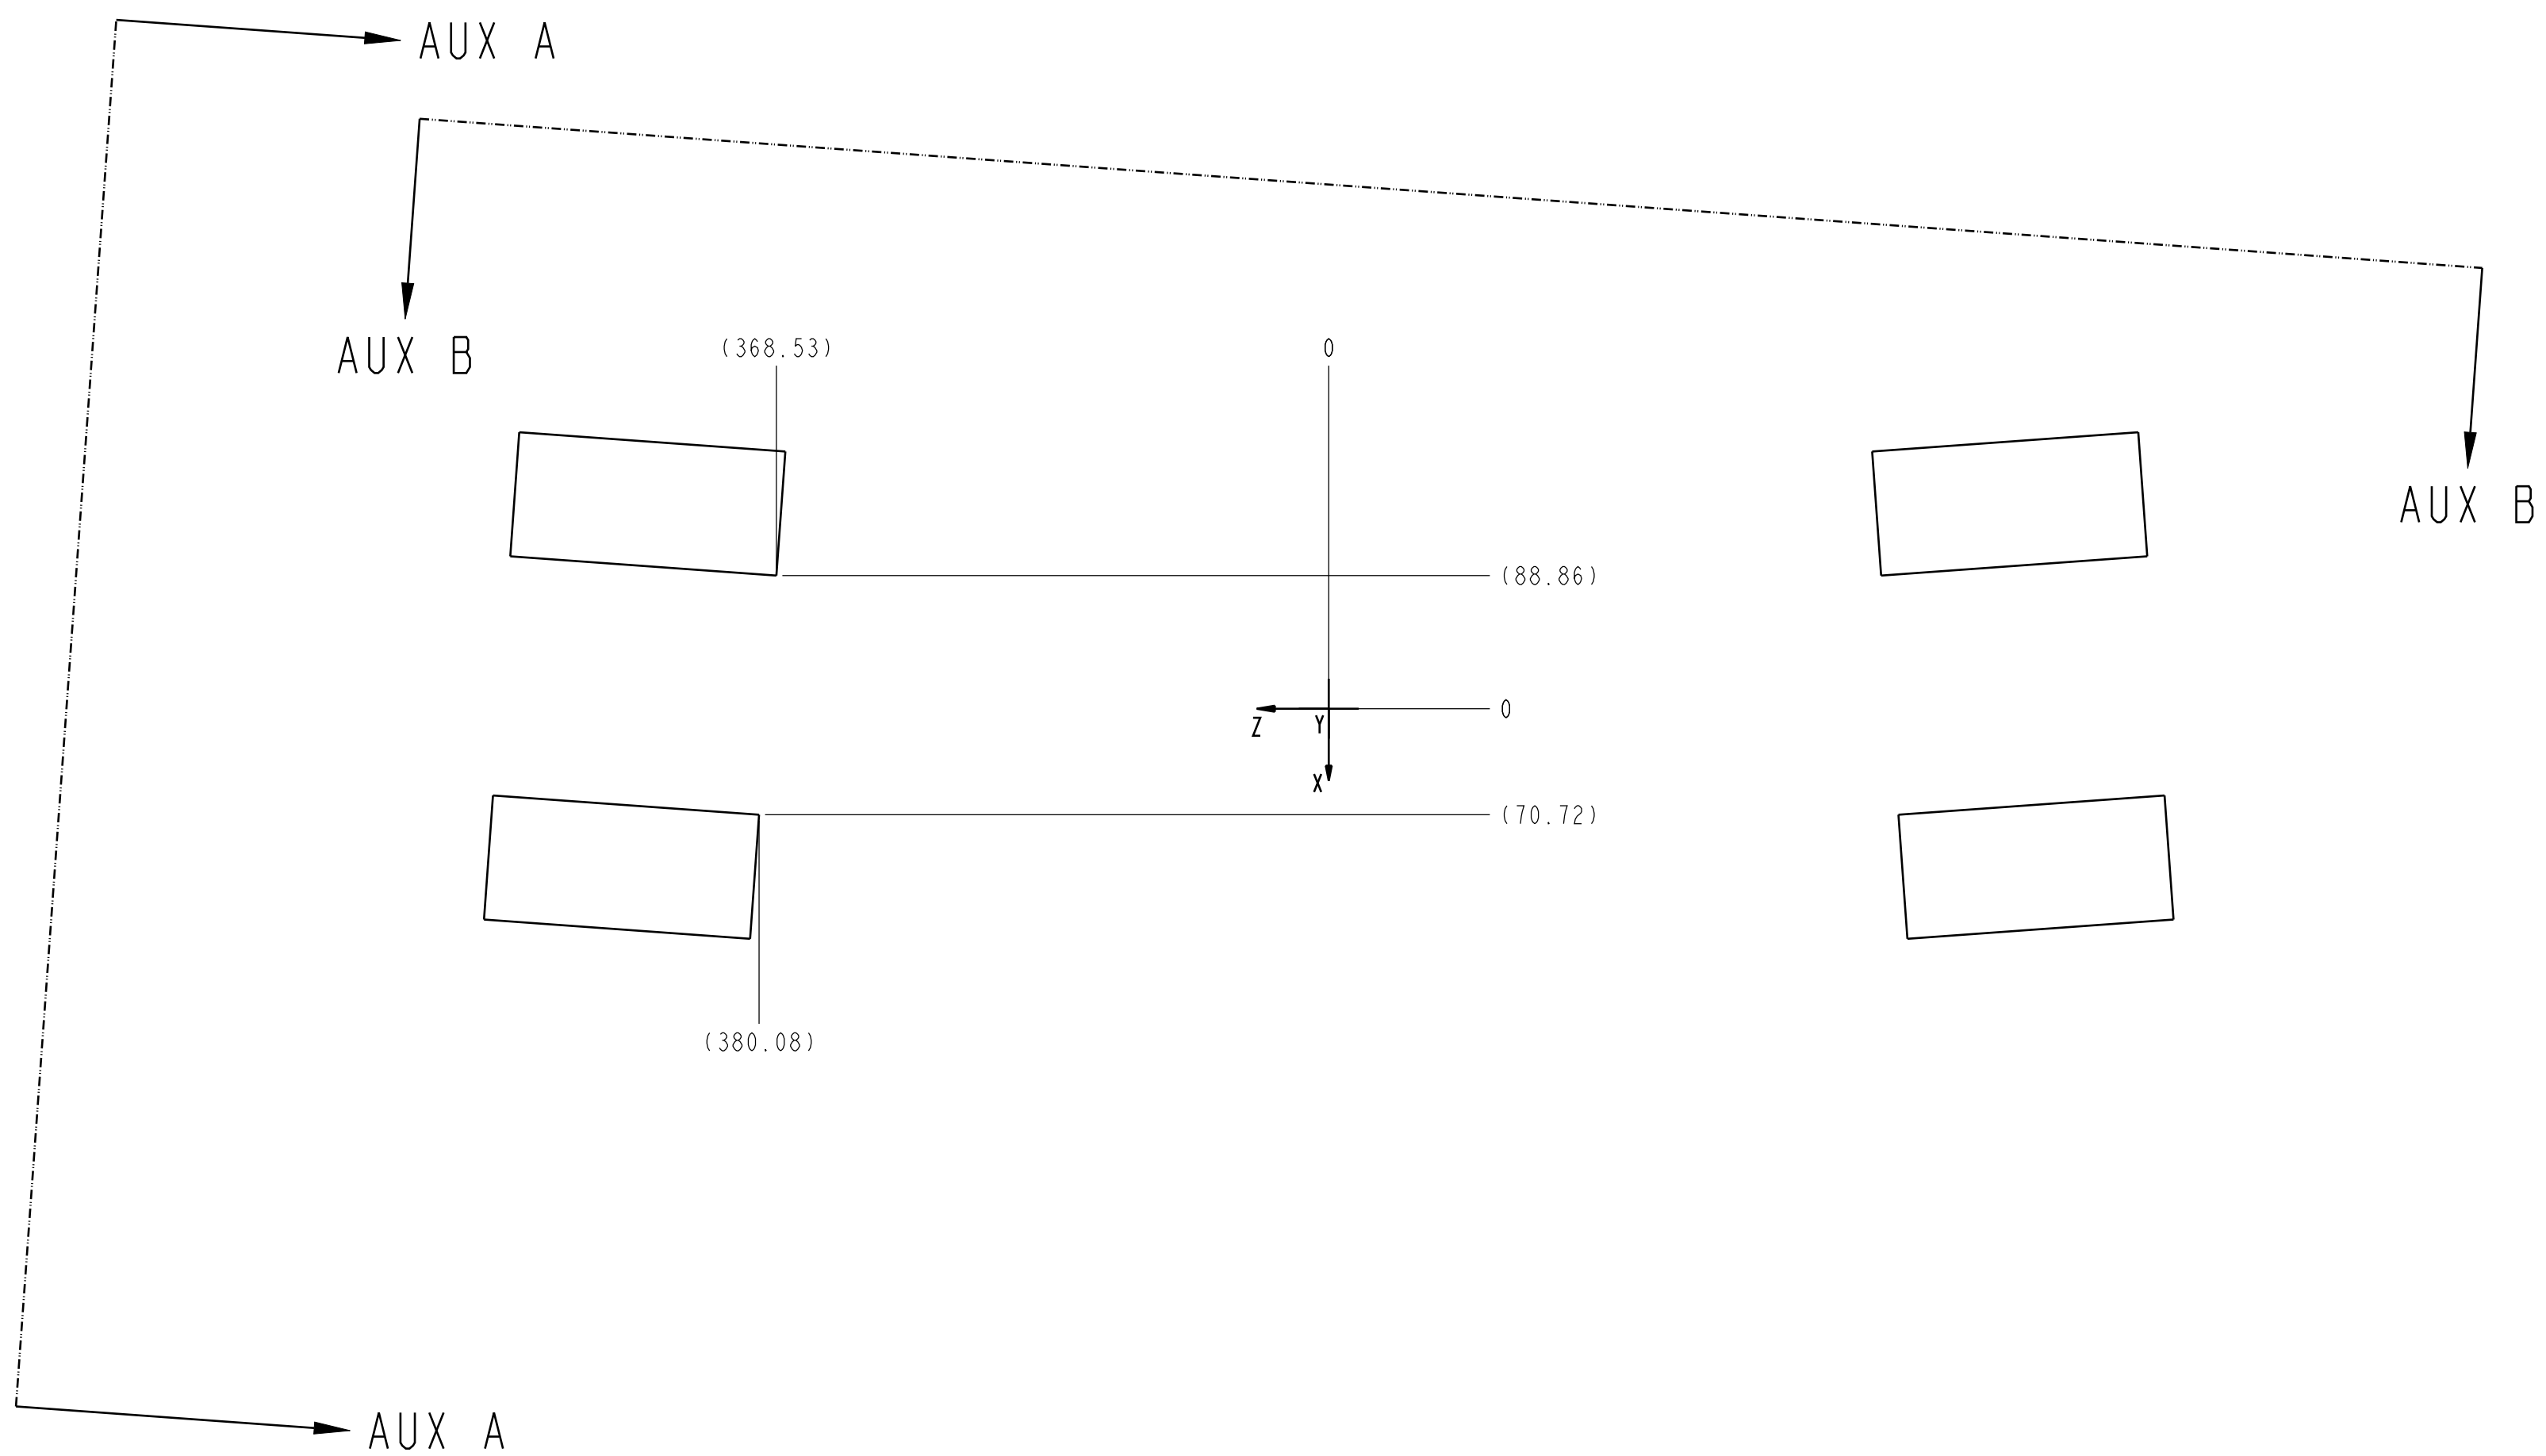 AUX A
AUX B
(368.53)
0
AUX B
(88.86)
0
Z
Y
X
(70.72)
(380.08)
AUX A